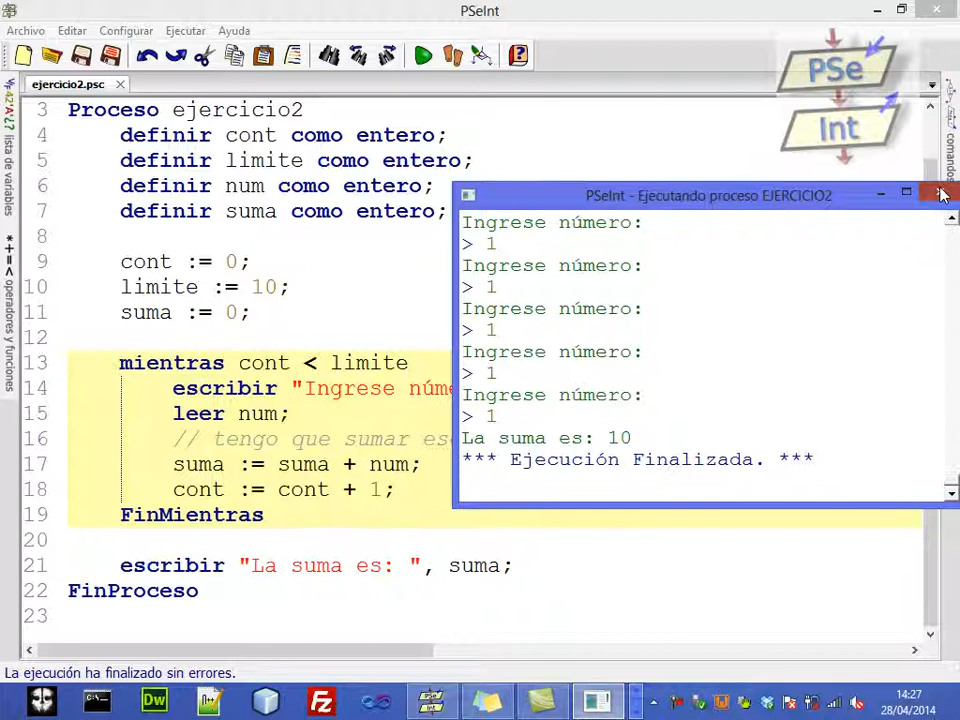 PSeInt
Archivo Editar Configurar Ejecutar Ayuda
PSe
Int
ejercicio2.psc
lista de variables
operadores y funciones
comandos
3 Proceso ejercicio2
4 definir cont como entero;
5 definir limite como entero;
6 definir num como entero;
7 definir suma como entero;
8
9 cont := 0;
10 limite := 10;
11 suma := 0;
12
13 mientras cont < limite
14 escribir "Ingrese núme
15 leer num;
16 // tengo que sumar es
17 suma := suma + num;
18 cont := cont + 1;
19 FinMientras
20
21 escribir "La suma es: ", suma;
22 FinProceso
23
PSeInt - Ejecutando proceso EJERCICIO2
Ingrese número:
> 1
Ingrese número:
> 1
Ingrese número:
> 1
Ingrese número:
> 1
Ingrese número:
> 1
La suma es: 10
*** Ejecución Finalizada. ***
La ejecución ha finalizado sin errores.
Dw
Fz
PSe
Int
14:27
28/04/2014